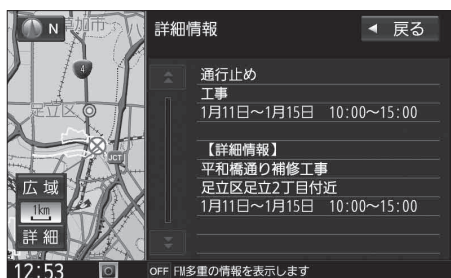 N
草加市
詳細情報
戻る
4
通行止め
工事
1月11日～1月15日 10:00～15:00
足立区
【詳細情報】
平和橋通り補修工事
JCT
足立区足立2丁目付近
広域
1月11日～1月15日 10:00～15:00
1km
詳細
12:53
OFF FM多重の情報を表示します